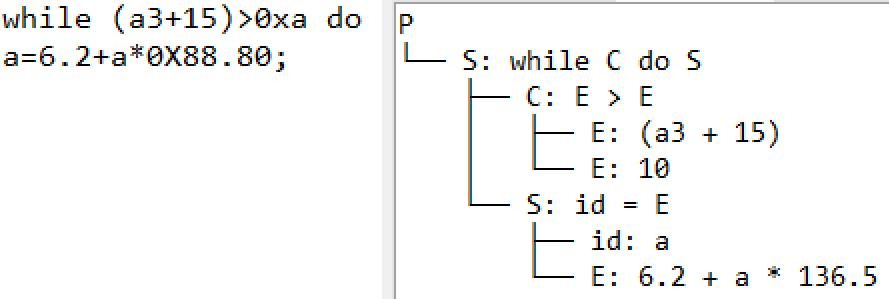 while (a3+15)>0xa do
a=6.2+a*0X88.80;
P
S: while C do S
C: E > E
E: (a3 + 15)
E: 10
S: id = E
id: a
E: 6.2 + a * 136.5